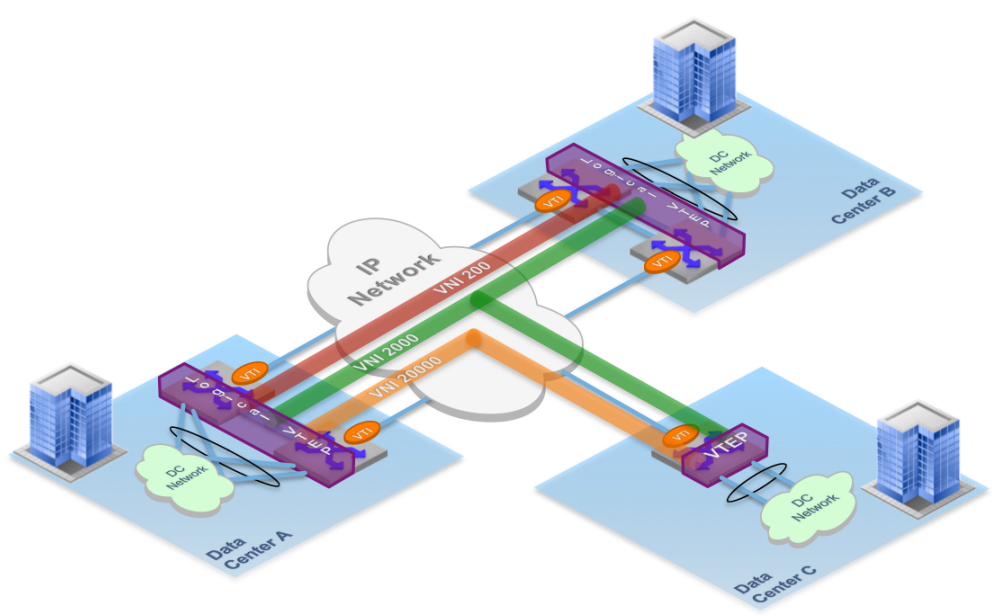 DC
Network
Data
Center B
Logical VTEP
VTI
VTI
IP
Network
VNI 200
VNI 2000
VNI 20000
VTI
Logical VTEP
VTI
DC
Network
Data
Center A
VTI
VTEP
DC
Network
Data
Center C